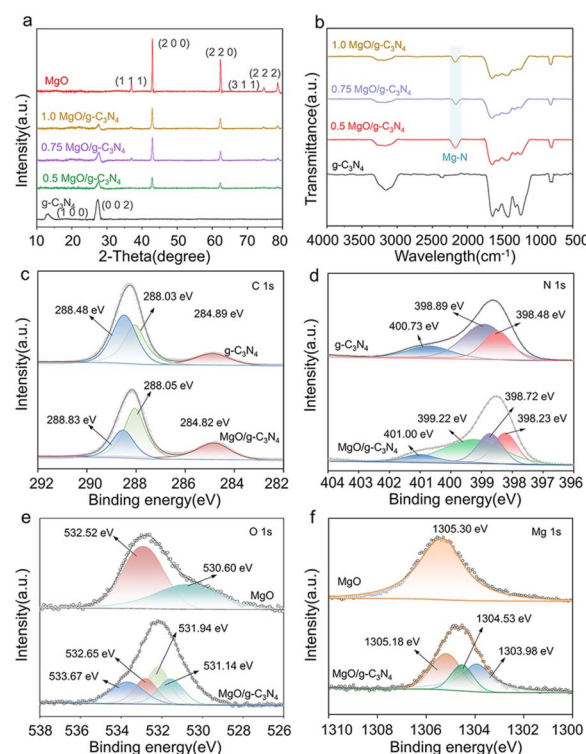 a
Intensity(a.u.)
MgO
(1 1 1)
(2 0 0)
(2 2 0)
(3 1 1)
(2 2 2)
1.0 MgO/g-C₃N₄
0.75 MgO/g-C₃N₄
0.5 MgO/g-C₃N₄
g-C₃N₄
(1 0 0)
(0 0 2)
10 20 30 40 50 60 70 80
2-Theta(degree)
b
Transmittance(a.u.)
1.0 MgO/g-C₃N₄
0.75 MgO/g-C₃N₄
0.5 MgO/g-C₃N₄
Mg-N
g-C₃N₄
4000 3500 3000 2500 2000 1500 1000 500
Wavelength(cm⁻¹)
c
C 1s
Intensity(a.u.)
288.48 eV
288.03 eV
284.89 eV
g-C₃N₄
288.83 eV
288.05 eV
284.82 eV
MgO/g-C₃N₄
292 290 288 286 284 282
Binding energy(eV)
d
N 1s
Intensity(a.u.)
398.89 eV
398.48 eV
400.73 eV
g-C₃N₄
398.72 eV
399.22 eV
398.23 eV
401.00 eV
MgO/g-C₃N₄
404 403 402 401 400 399 398 397 396
Binding energy(eV)
e
O 1s
Intensity(a.u.)
532.52 eV
530.60 eV
MgO
531.94 eV
532.65 eV
531.14 eV
533.67 eV
MgO/g-C₃N₄
538 536 534 532 530 528 526
Binding energy(eV)
f
Mg 1s
Intensity(a.u.)
1305.30 eV
MgO
1304.53 eV
1305.18 eV
1303.98 eV
MgO/g-C₃N₄
1310 1308 1306 1304 1302 1300
Binding energy(eV)